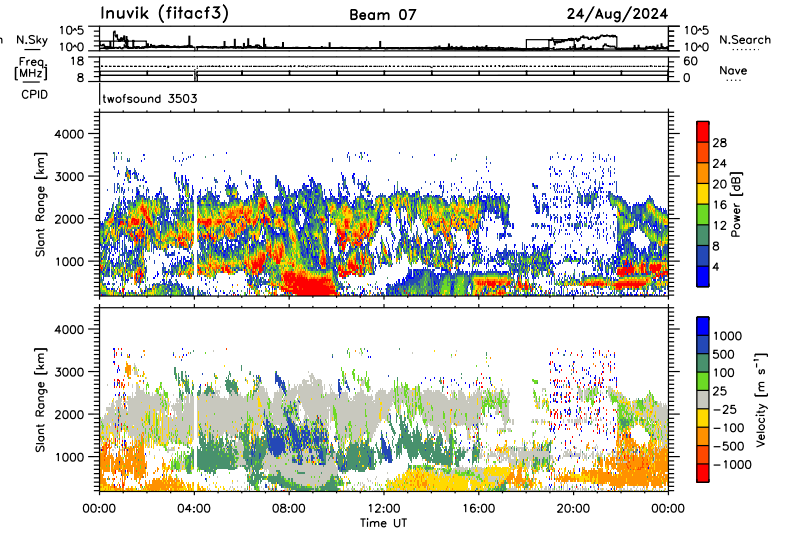 Inuvik (fitacf3) Beam 07 24/Aug/2024
N.Sky 10^5 10^5 N.Search
10^0 10^0
Freq. 18 60
[MHz] 8 0 Nave
CPID twofsound 3503
4000
3000
2000
1000
Slant Range [km]
28
24
20
16
12
8
4
Power [dB]
4000
3000
2000
1000
Slant Range [km]
1000
500
100
25
-25
-100
-500
-1000
Velocity [m s^-1]
00:00 04:00 08:00 12:00 16:00 20:00 00:00
Time UT